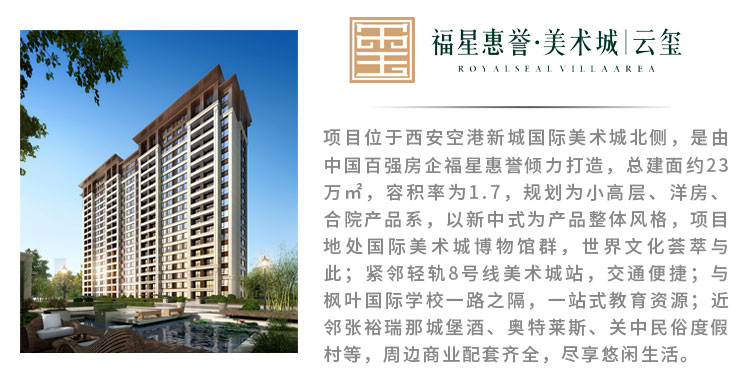 福星惠誉·美术城|云玺
ROYALSEAL VILLAAREA
项目位于西安空港新城国际美术城北侧，是由
中国百强房企福星惠誉倾力打造，总建面约23
万㎡，容积率为1.7，规划为小高层、洋房、
合院产品系，以新中式为产品整体风格，项目
地处国际美术城博物馆群，世界文化荟萃与
此；紧邻轻轨8号线美术城站，交通便捷；与
枫叶国际学校一路之隔，一站式教育资源；近
邻张裕瑞那城堡酒、奥特莱斯、关中民俗度假
村等，周边商业配套齐全，尽享悠闲生活。